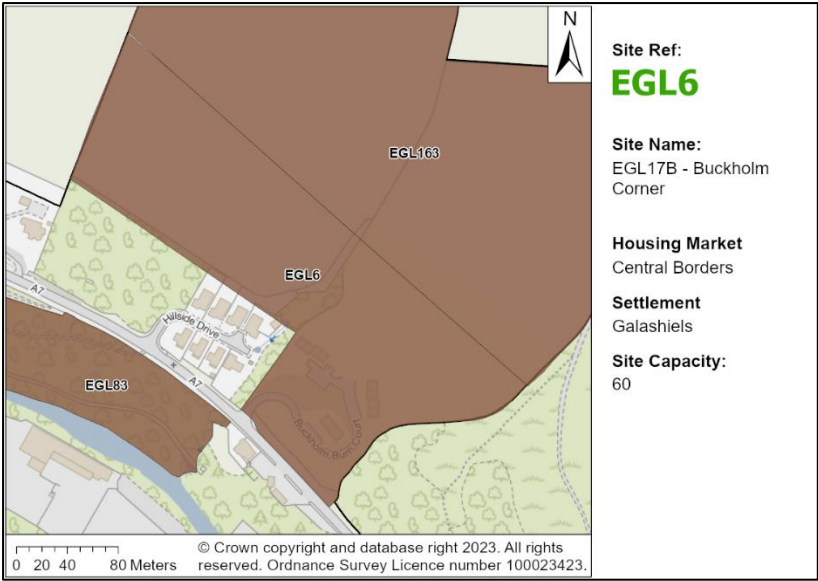 N
EGL163
EGL6
A7
Hillside Drive
A7
EGL83
Buckholm Burn Court
0 20 40 80 Meters
© Crown copyright and database right 2023. All rights
reserved. Ordnance Survey Licence number 100023423.
Site Ref:
EGL6
Site Name:
EGL17B - Buckholm
Corner
Housing Market
Central Borders
Settlement
Galashiels
Site Capacity:
60